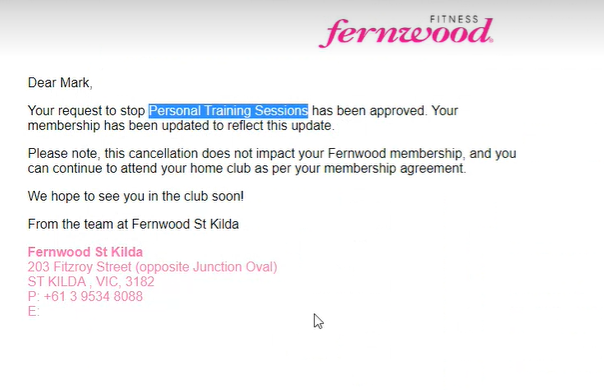 FITNESS
fernwood
Dear Mark,
Your request to stop Personal Training Sessions has been approved. Your
membership has been updated to reflect this update.
Please note, this cancellation does not impact your Fernwood membership, and you
can continue to attend your home club as per your membership agreement.
We hope to see you in the club soon!
From the team at Fernwood St Kilda
Fernwood St Kilda
203 Fitzroy Street (opposite Junction Oval)
ST KILDA , VIC, 3182
P: +61 3 9534 8088
E: